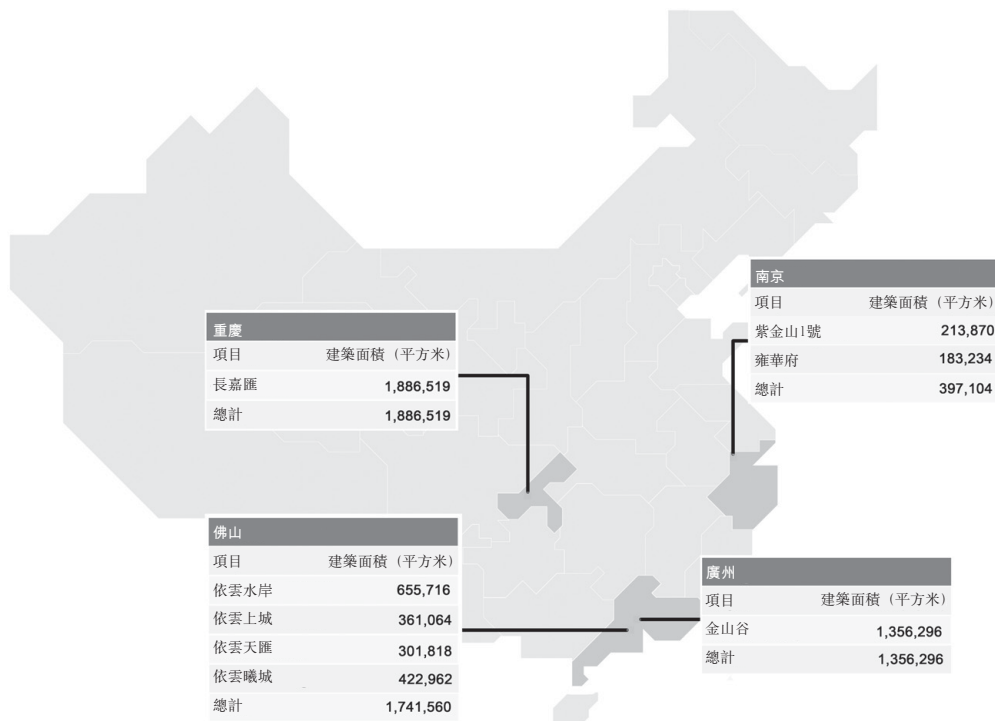 南京
項目 建築面積（平方米）
紫金山1號 213,870
雍華府 183,234
總計 397,104
重慶
項目 建築面積（平方米）
長嘉匯 1,886,519
總計 1,886,519
佛山
項目 建築面積（平方米）
依雲水岸 655,716
依雲上城 361,064
依雲天匯 301,818
依雲曦城 422,962
總計 1,741,560
廣州
項目 建築面積（平方米）
金山谷 1,356,296
總計 1,356,296